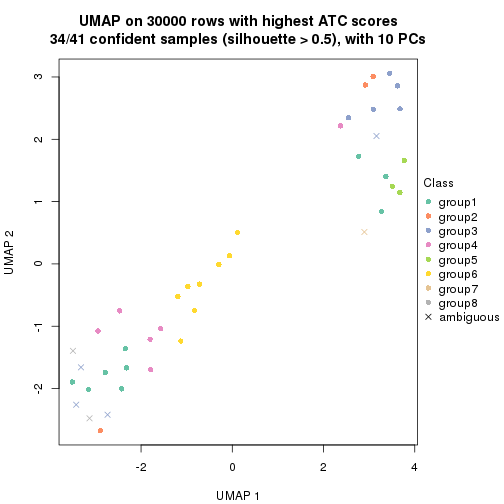 UMAP on 30000 rows with highest ATC scores
34/41 confident samples (silhouette > 0.5), with 10 PCs
3
2
1
0
-1
-2
UMAP 2
-2
0
2
4
UMAP 1
Class
group1
group2
group3
group4
group5
group6
group7
group8
ambiguous